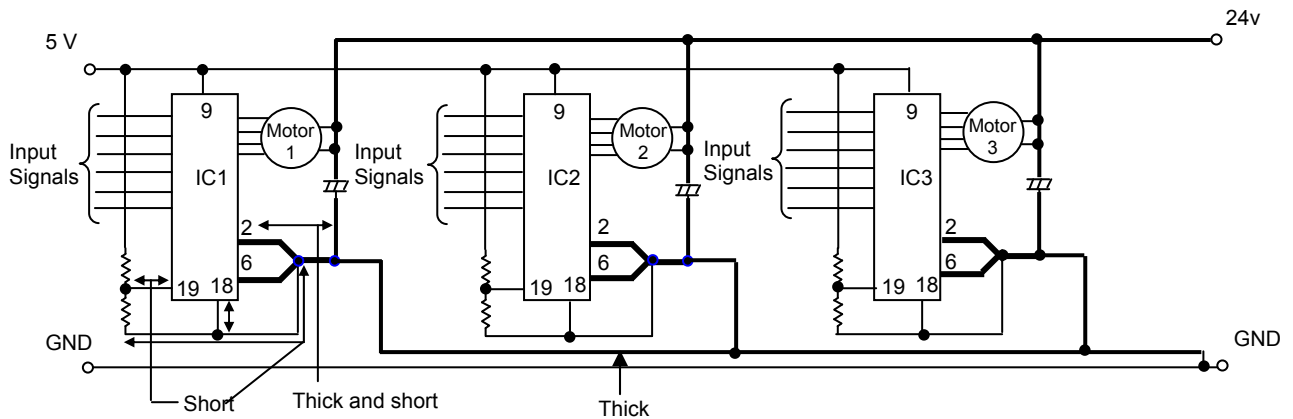 24v
5 V
9
9
9
Motor
1
Motor
2
Motor
3
Input
Signals
IC1
Input
Signals
IC2
Input
Signals
IC3
2
6
19 18
2
6
19 18
2
6
19 18
GND
GND
Short
Thick and short
Thick